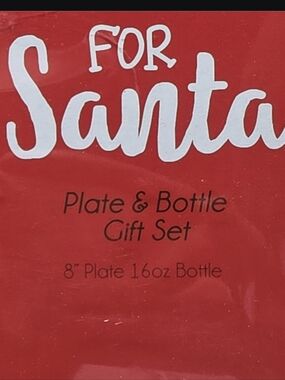 FOR
Santa
Plate & Bottle
Gift Set
8" Plate 16oz Bottle